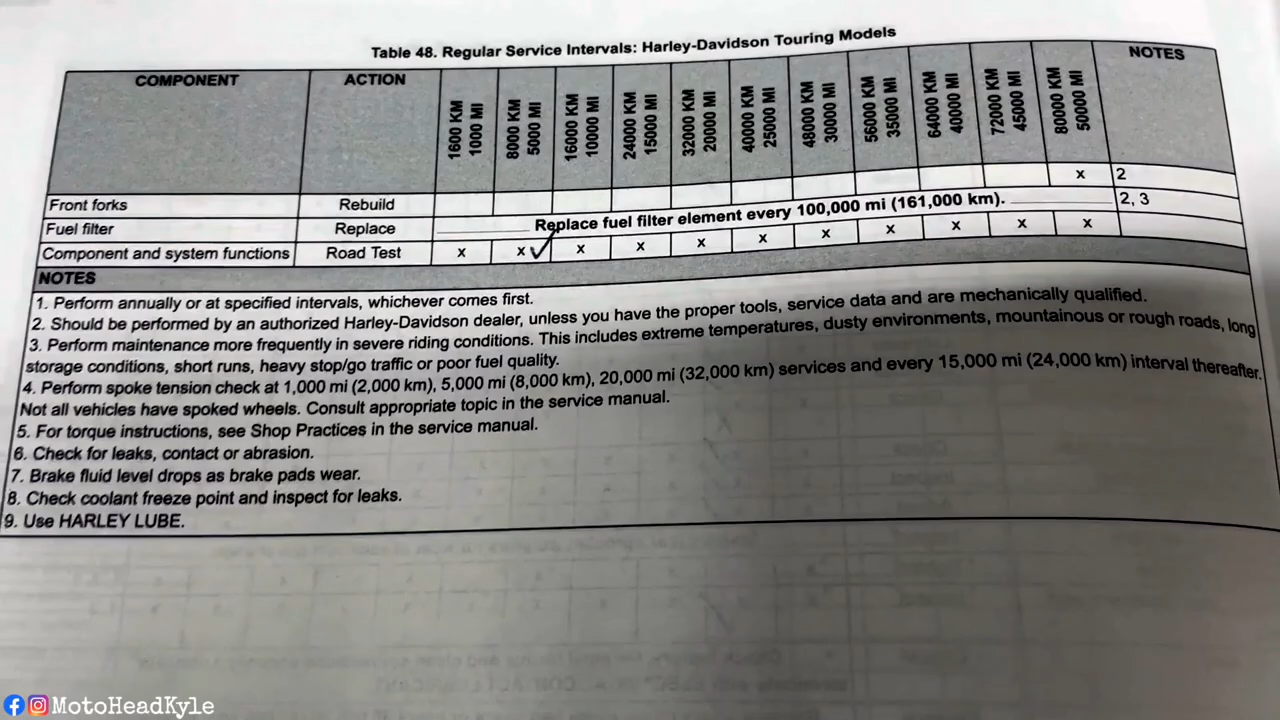 Table 48. Regular Service Intervals: Harley-Davidson Touring Models
COMPONENT ACTION 1600 KM 1000 MI 8000 KM 5000 MI 16000 KM 10000 MI 24000 KM 15000 MI 32000 KM 20000 MI 40000 KM 25000 MI 48000 KM 30000 MI 56000 KM 35000 MI 64000 KM 40000 MI 72000 KM 45000 MI 80000 KM 50000 MI NOTES
Front forks Rebuild x 2
Fuel filter Replace Replace fuel filter element every 100,000 mi (161,000 km). 2, 3
Component and system functions Road Test x x x x x x x x x x x
NOTES
1. Perform annually or at specified intervals, whichever comes first.
2. Should be performed by an authorized Harley-Davidson dealer, unless you have the proper tools, service data and are mechanically qualified.
3. Perform maintenance more frequently in severe riding conditions. This includes extreme temperatures, dusty environments, mountainous or rough roads, long
storage conditions, short runs, heavy stop/go traffic or poor fuel quality.
4. Perform spoke tension check at 1,000 mi (2,000 km), 5,000 mi (8,000 km), 20,000 mi (32,000 km) services and every 15,000 mi (24,000 km) interval thereafter.
Not all vehicles have spoked wheels. Consult appropriate topic in the service manual.
5. For torque instructions, see Shop Practices in the service manual.
6. Check for leaks, contact or abrasion.
7. Brake fluid level drops as brake pads wear.
8. Check coolant freeze point and inspect for leaks.
9. Use HARLEY LUBE.
MotoHeadKyle